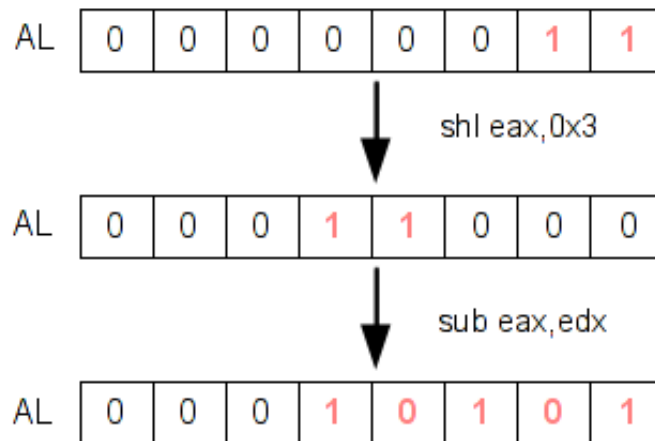 AL 0 0 0 0 0 0 1 1
shl eax,0x3
AL 0 0 0 1 1 0 0 0
sub eax,edx
AL 0 0 0 1 0 1 0 1